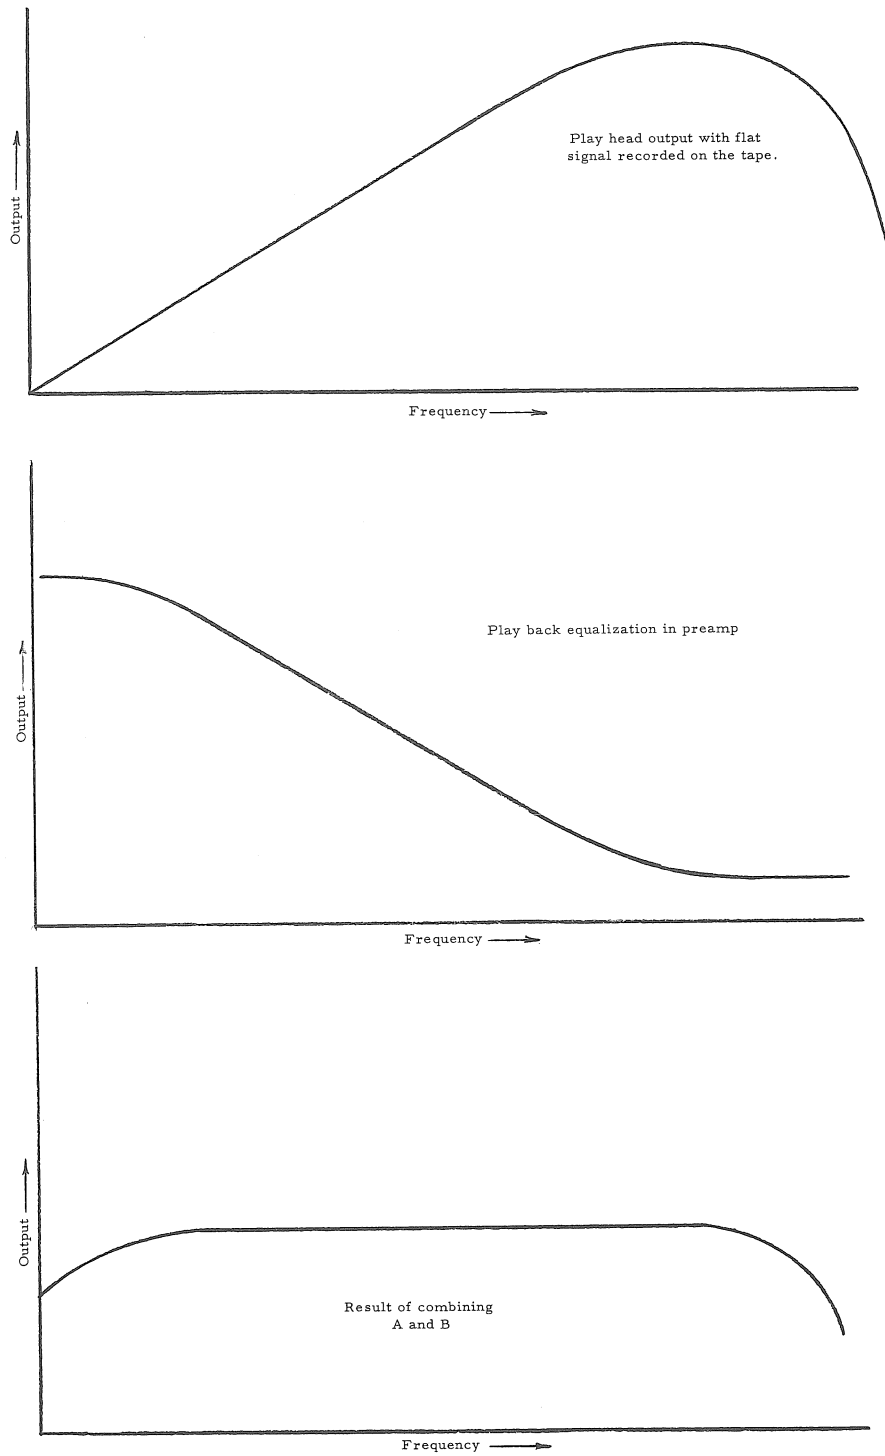 Play head output with flat
signal recorded on the tape.
Output
Frequency
Play back equalization in preamp
Output
Frequency
Output
Result of combining
A and B
Frequency